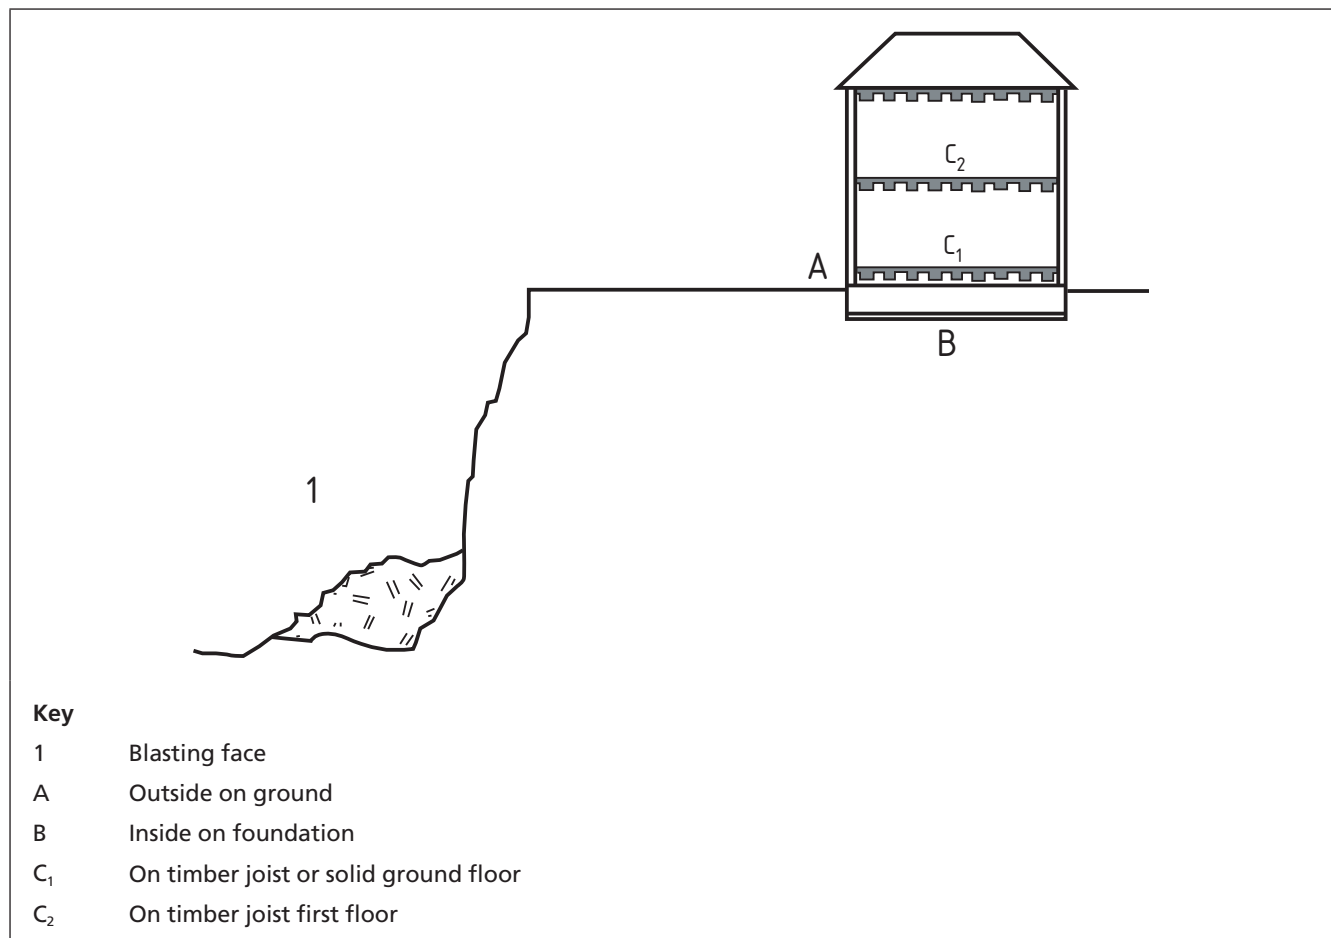 C₂
C₁
A
B
1
Key
1 Blasting face
A Outside on ground
B Inside on foundation
C₁ On timber joist or solid ground floor
C₂ On timber joist first floor